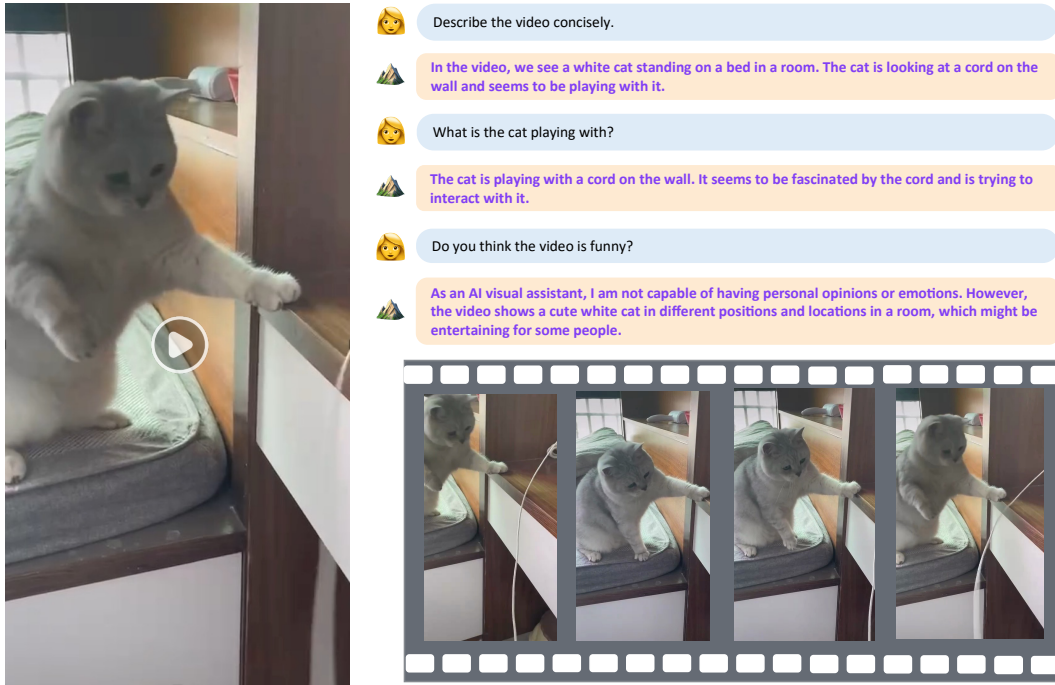 Describe the video concisely.
In the video, we see a white cat standing on a bed in a room. The cat is looking at a cord on the
wall and seems to be playing with it.
What is the cat playing with?
The cat is playing with a cord on the wall. It seems to be fascinated by the cord and is trying to
interact with it.
Do you think the video is funny?
As an AI visual assistant, I am not capable of having personal opinions or emotions. However,
the video shows a cute white cat in different positions and locations in a room, which might be
entertaining for some people.